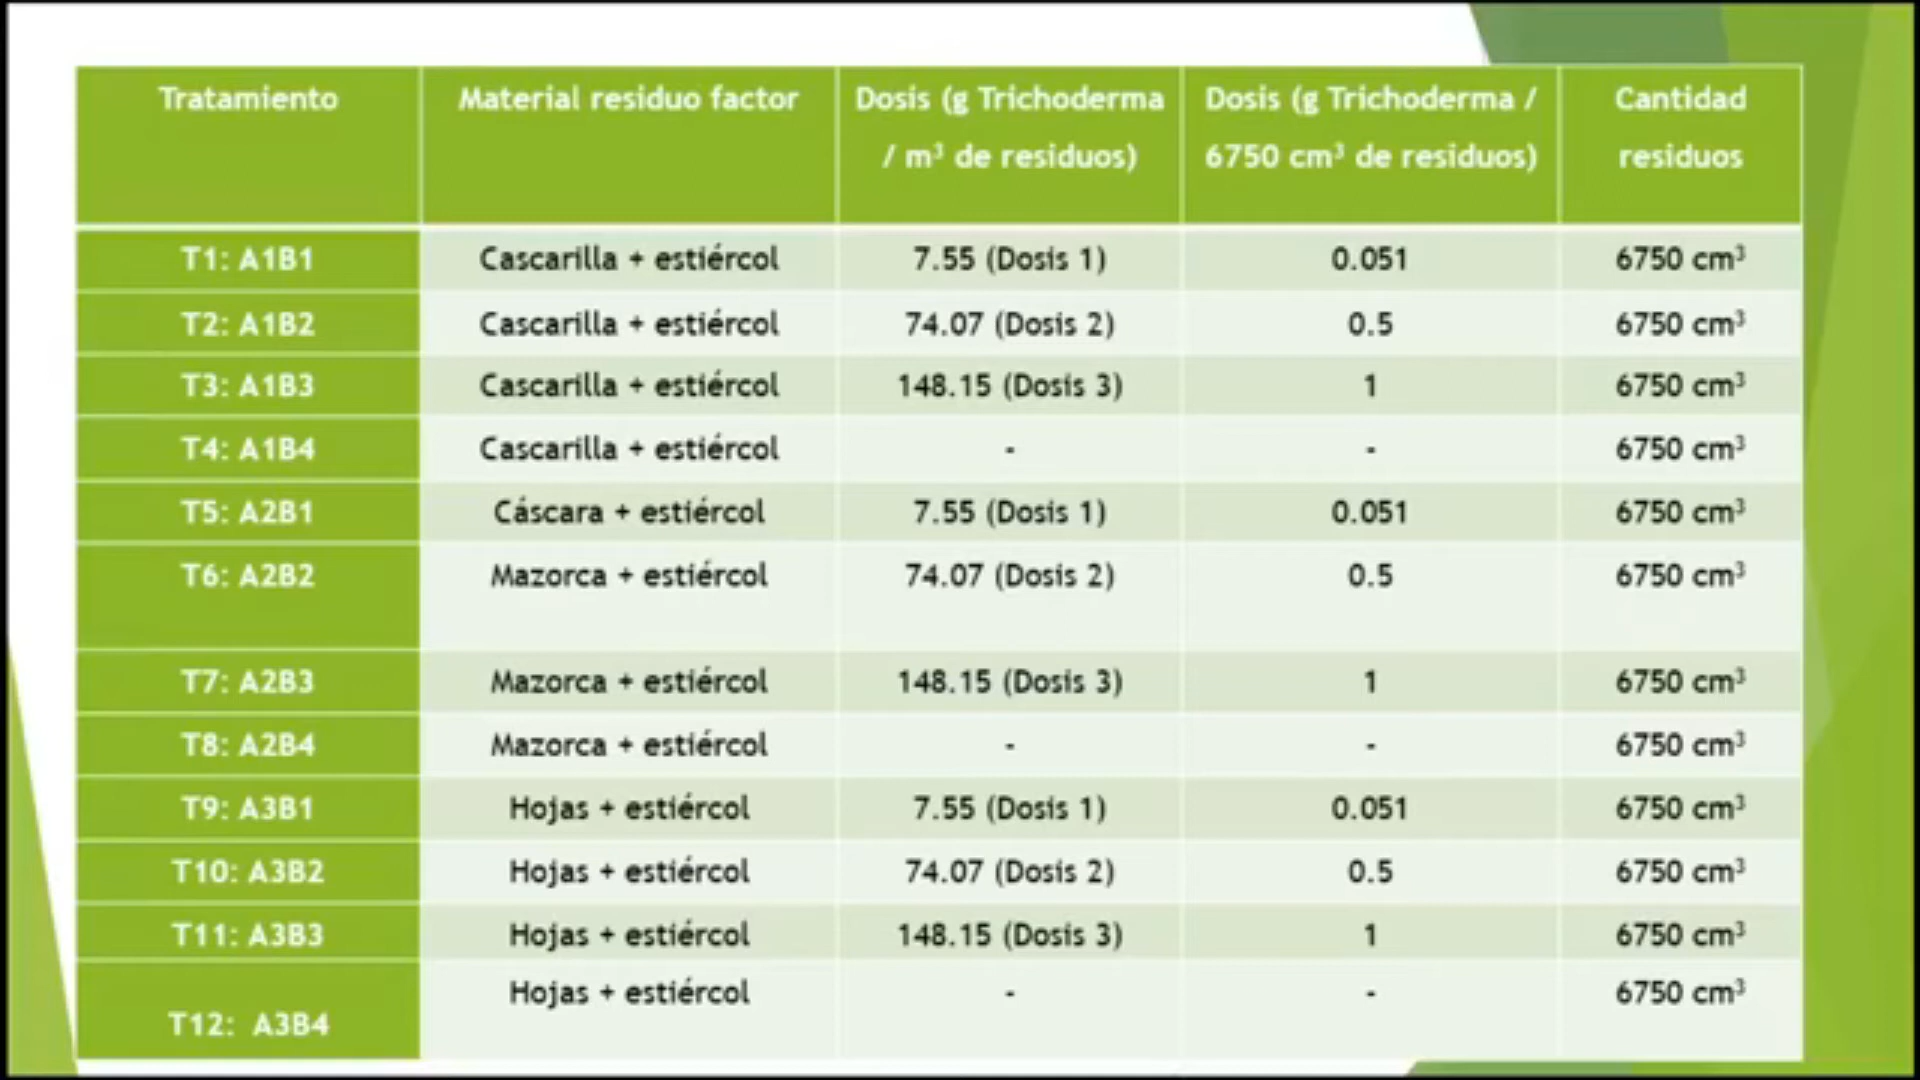 Tratamiento Material residuo factor Dosis (g Trichoderma Dosis (g Trichoderma / Cantidad
/ m³ de residuos) 6750 cm³ de residuos) residuos
T1: A1B1 Cascarilla + estiércol 7.55 (Dosis 1) 0.051 6750 cm³
T2: A1B2 Cascarilla + estiércol 74.07 (Dosis 2) 0.5 6750 cm³
T3: A1B3 Cascarilla + estiércol 148.15 (Dosis 3) 1 6750 cm³
T4: A1B4 Cascarilla + estiércol - - 6750 cm³
T5: A2B1 Cáscara + estiércol 7.55 (Dosis 1) 0.051 6750 cm³
T6: A2B2 Mazorca + estiércol 74.07 (Dosis 2) 0.5 6750 cm³
T7: A2B3 Mazorca + estiércol 148.15 (Dosis 3) 1 6750 cm³
T8: A2B4 Mazorca + estiércol - - 6750 cm³
T9: A3B1 Hojas + estiércol 7.55 (Dosis 1) 0.051 6750 cm³
T10: A3B2 Hojas + estiércol 74.07 (Dosis 2) 0.5 6750 cm³
T11: A3B3 Hojas + estiércol 148.15 (Dosis 3) 1 6750 cm³
T12: A3B4 Hojas + estiércol - - 6750 cm³